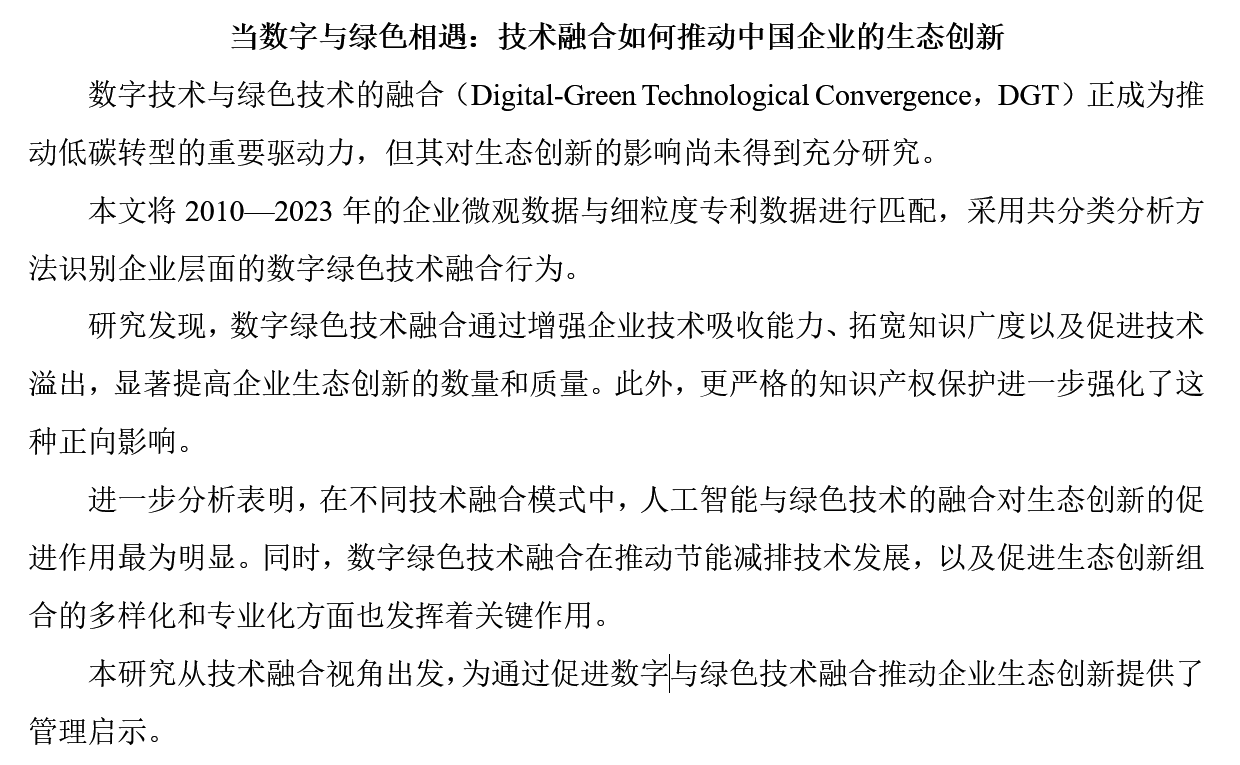 当数字与绿色相遇：技术融合如何推动中国企业的生态创新
数字技术与绿色技术的融合（Digital-Green Technological Convergence，DGT）正成为推
动低碳转型的重要驱动力，但其对生态创新的影响尚未得到充分研究。
本文将 2010—2023 年的企业微观数据与细粒度专利数据进行匹配，采用共分类分析方
法识别企业层面的数字绿色技术融合行为。
研究发现，数字绿色技术融合通过增强企业技术吸收能力、拓宽知识广度以及促进技术
溢出，显著提高企业生态创新的数量和质量。此外，更严格的知识产权保护进一步强化了这
种正向影响。
进一步分析表明，在不同技术融合模式中，人工智能与绿色技术的融合对生态创新的促
进作用最为明显。同时，数字绿色技术融合在推动节能减排技术发展，以及促进生态创新组
合的多样化和专业化方面也发挥着关键作用。
本研究从技术融合视角出发，为通过促进数字与绿色技术融合推动企业生态创新提供了
管理启示。